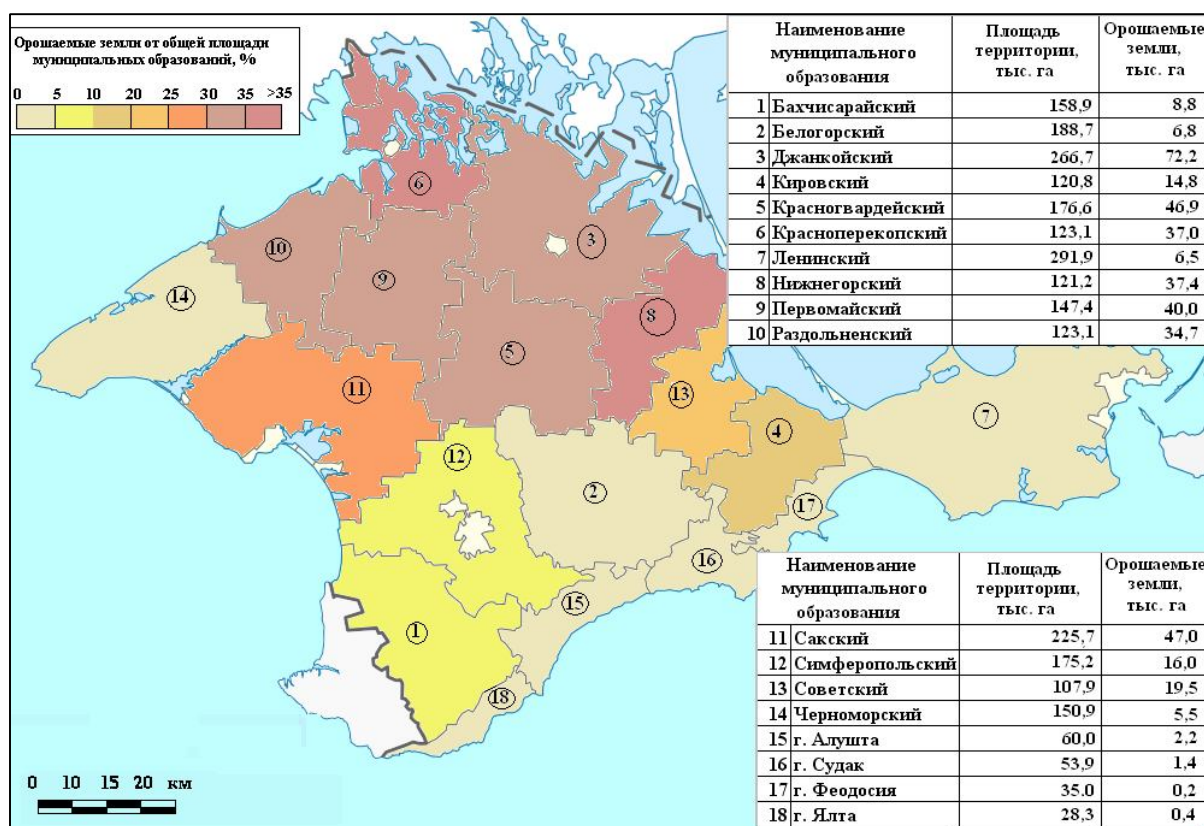 Орошаемые земли от общей площади
муниципальных образований, %
0 5 10 20 25 30 35 >35
Наименование муниципального образования Площадь территории, тыс. га Орошаемые земли, тыс. га
1 Бахчисарайский 158,9 8,8
2 Белогорский 188,7 6,8
3 Джанкойский 266,7 72,2
4 Кировский 120,8 14,8
5 Красногвардейский 176,6 46,9
6 Красноперекопский 123,1 37,0
7 Ленинский 291,9 6,5
8 Нижнегорский 121,2 37,4
9 Первомайский 147,4 40,0
10 Раздольненский 123,1 34,7
6
10
3
9
14
8
5
11
13
7
4
12
2
17
16
15
1
18
Наименование муниципального образования Площадь территории, тыс. га Орошаемые земли, тыс. га
11 Сакский 225,7 47,0
12 Симферопольский 175,2 16,0
13 Советский 107,9 19,5
14 Черноморский 150,9 5,5
15 г. Алушта 60,0 2,2
16 г. Судак 53,9 1,4
17 г. Феодосия 35.0 0,2
18 г. Ялта 28,3 0,4
0 10 15 20 км